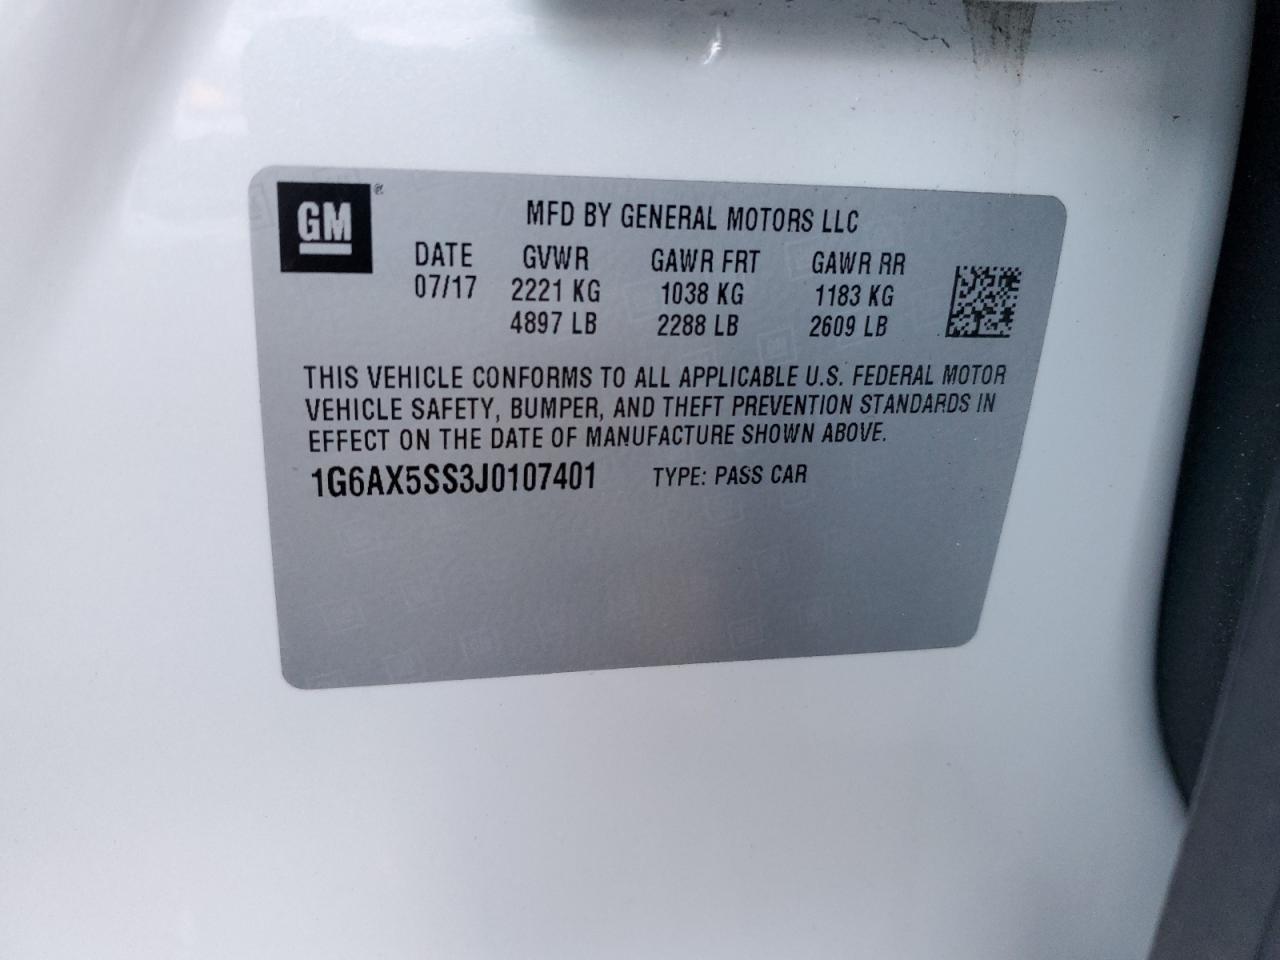 GM®
MFD BY GENERAL MOTORS LLC
DATE GVWR GAWR FRT GAWR RR
07/17 2221 KG 1038 KG 1183 KG
4897 LB 2288 LB 2609 LB
THIS VEHICLE CONFORMS TO ALL APPLICABLE U.S. FEDERAL MOTOR
VEHICLE SAFETY, BUMPER, AND THEFT PREVENTION STANDARDS IN
EFFECT ON THE DATE OF MANUFACTURE SHOWN ABOVE.
1G6AX5SS3J0107401 TYPE: PASS CAR